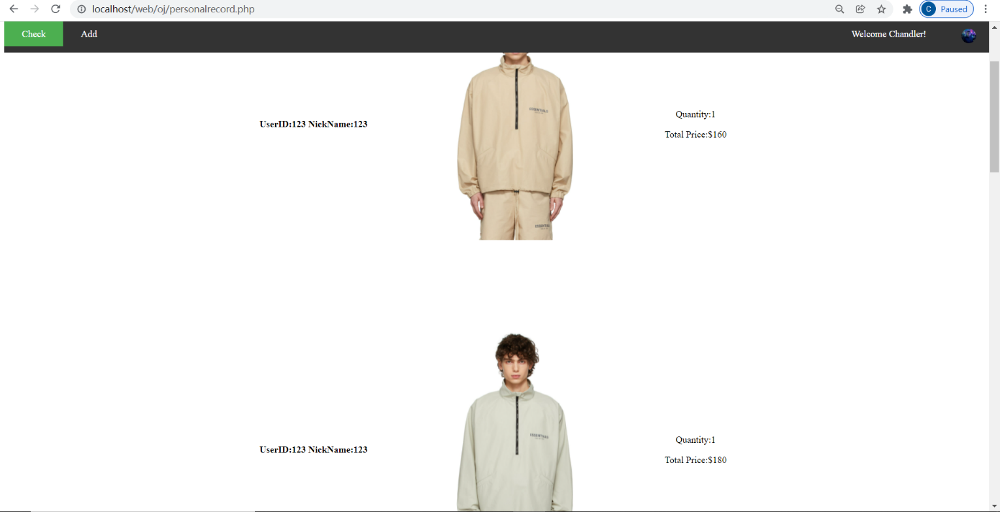 localhost/web/oj/personalrecord.php
C Paused
Check Add Welcome Chandler!
ESSENTIALS
Quantity:1
UserID:123 NickName:123
Total Price:$160
ESSENTIALS
Quantity:1
UserID:123 NickName:123
Total Price:$180